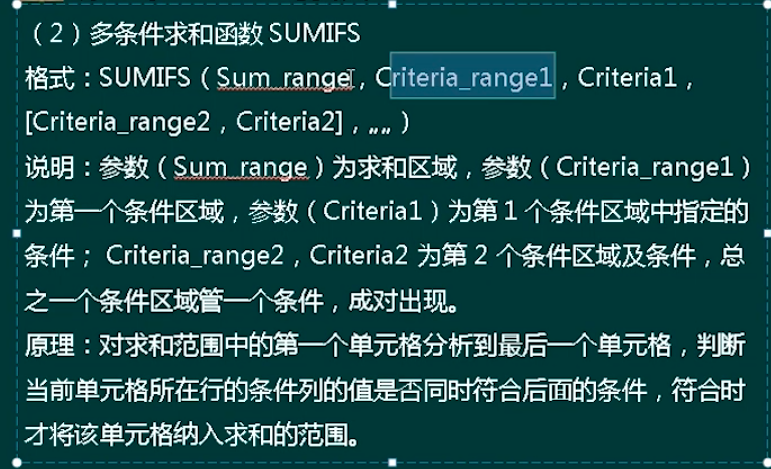 （2）多条件求和函数 SUMIFS
格式：SUMIFS（Sum_range，Criteria_range1，Criteria1，
[Criteria_range2，Criteria2]，„„）
说明：参数（Sum_range）为求和区域，参数（Criteria_range1）
为第一个条件区域，参数（Criteria1）为第 1 个条件区域中指定的
条件； Criteria_range2，Criteria2 为第 2 个条件区域及条件，总
之一个条件区域管一个条件，成对出现。
原理：对求和范围中的第一个单元格分析到最后一个单元格，判断
当前单元格所在行的条件列的值是否同时符合后面的条件，符合时
才将该单元格纳入求和的范围。